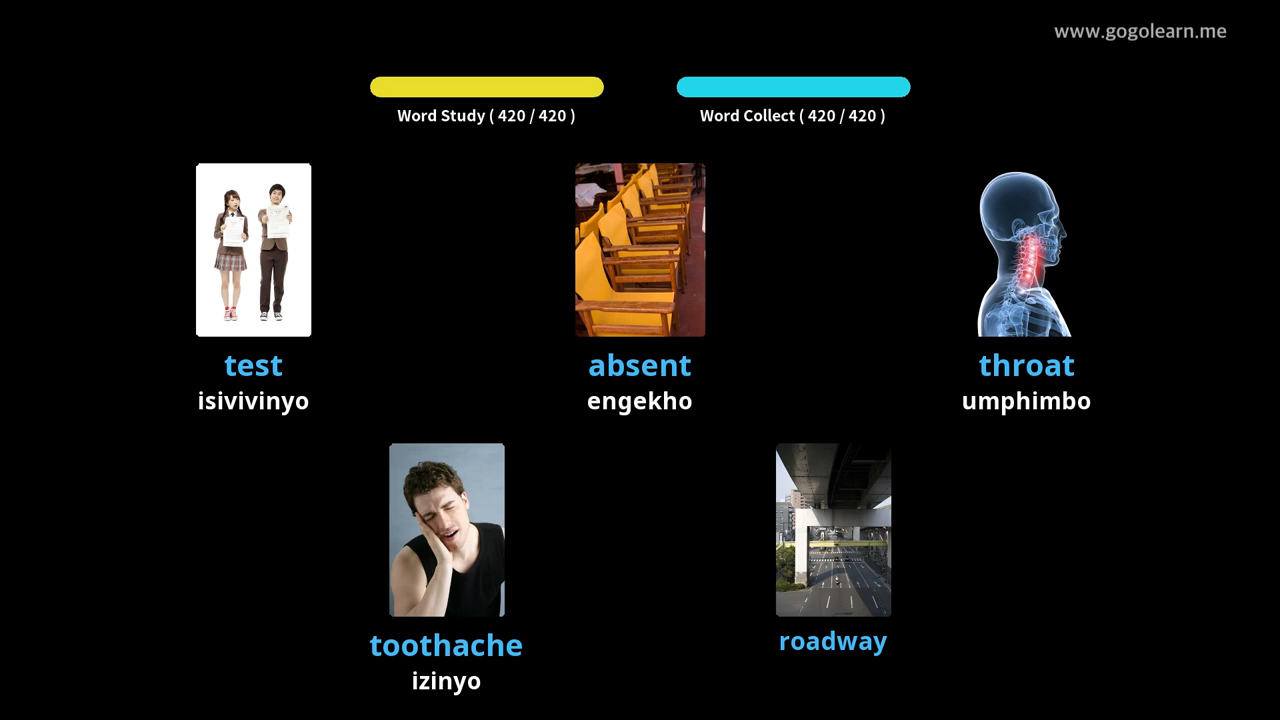 www.gogolearn.me
Word Study ( 420 / 420 )
Word Collect ( 420 / 420 )
test
isivivinyo
absent
engekho
throat
umphimbo
toothache
izinyo
roadway